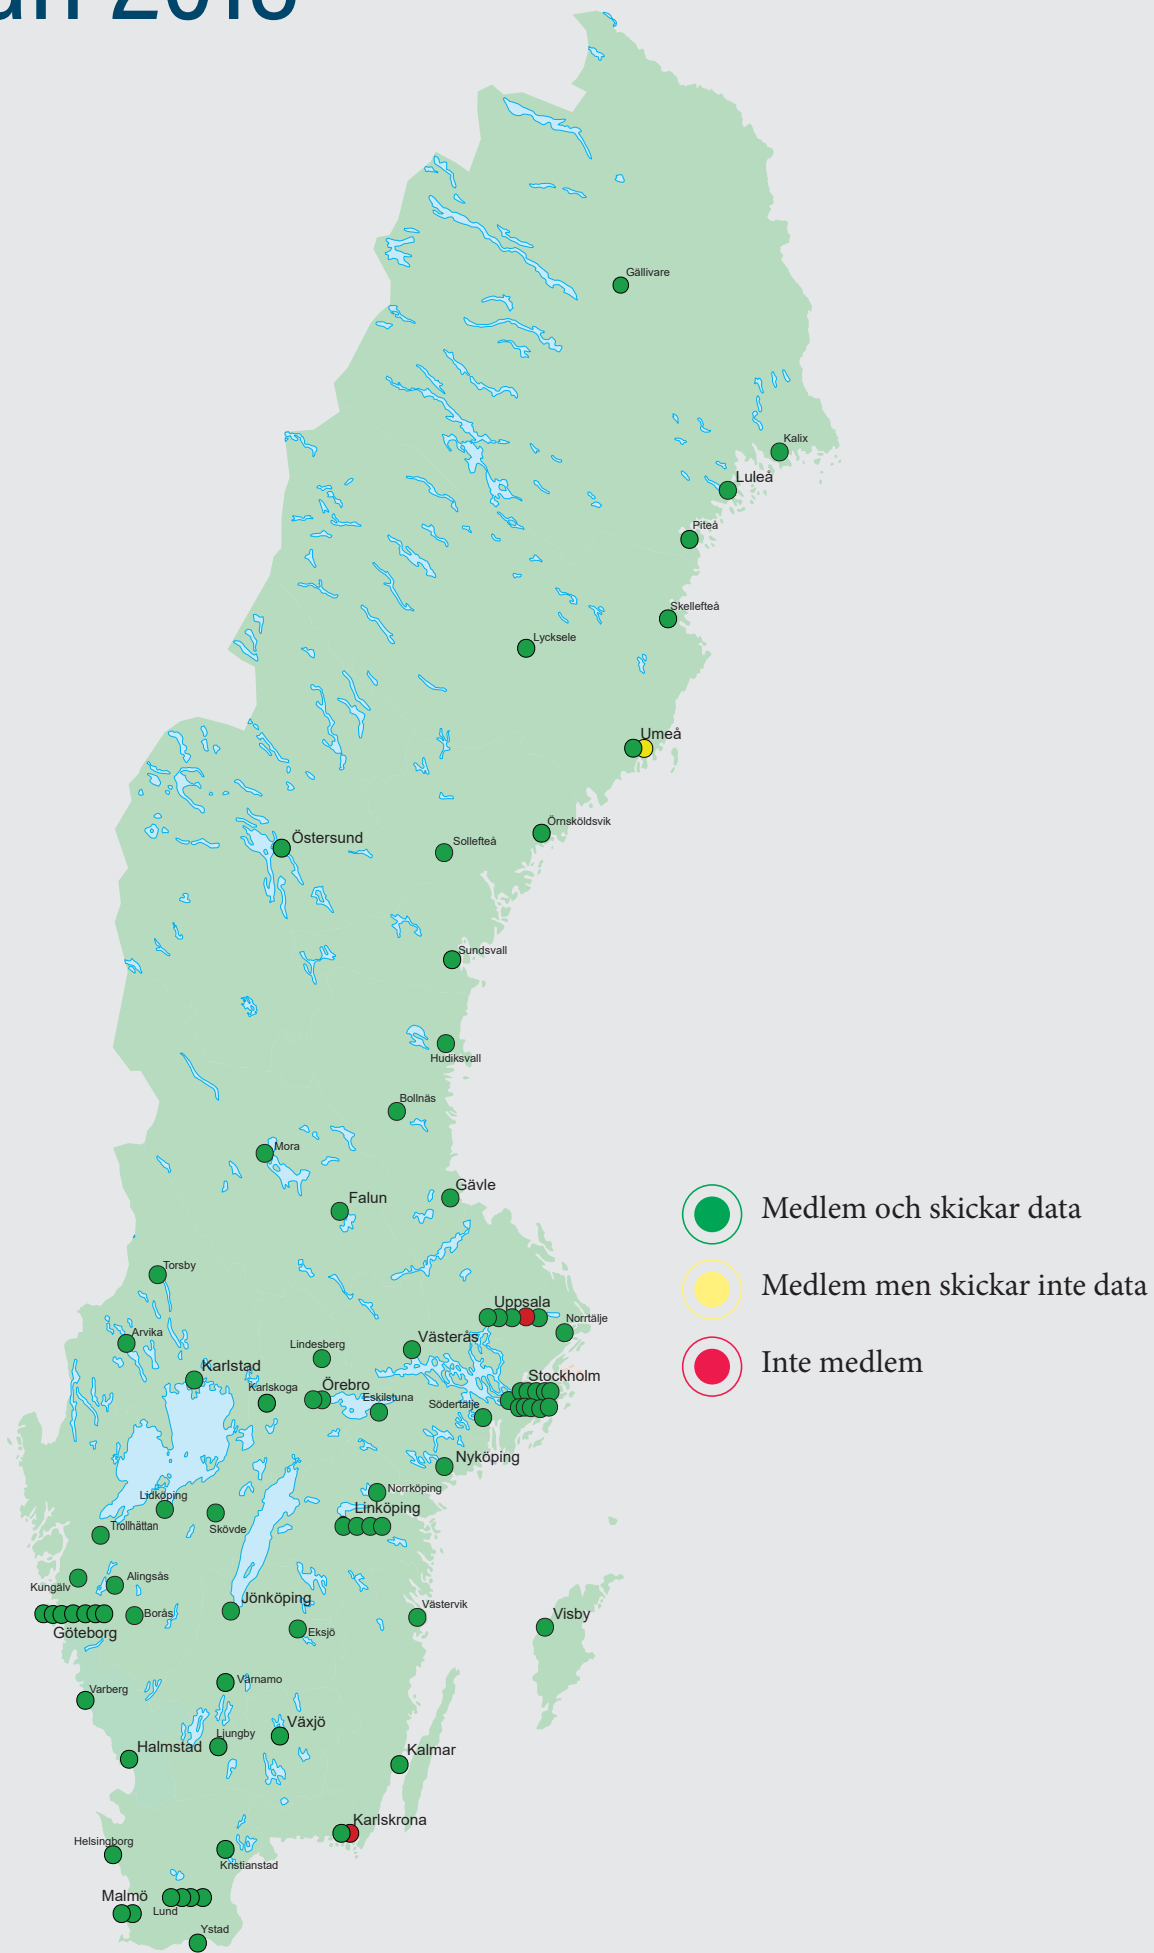 Gällivare
Kalix
Luleå
Piteå
Skellefteå
Lycksele
Umeå
Örnsköldsvik
Östersund
Sollefteå
Sundsvall
Hudiksvall
Bollnäs
Mora
Gävle
Falun
Medlem och skickar data
Torsby
Medlem men skickar inte data
Uppsala
Norrtälje
Arvika
Västerås
Lindesberg
Inte medlem
Karlstad
Stockholm
Karlskoga
Örebro
Eskilstuna
Södertälje
Nyköping
Norrköping
Lidköping
Linköping
Trollhättan
Skövde
Alingsås
Kungälv
Jönköping
Västervik
Borås
Visby
Göteborg
Eksjö
Värnamo
Varberg
Växjö
Ljungby
Halmstad
Kalmar
Karlskrona
Helsingborg
Kristianstad
Malmö
Lund
Ystad